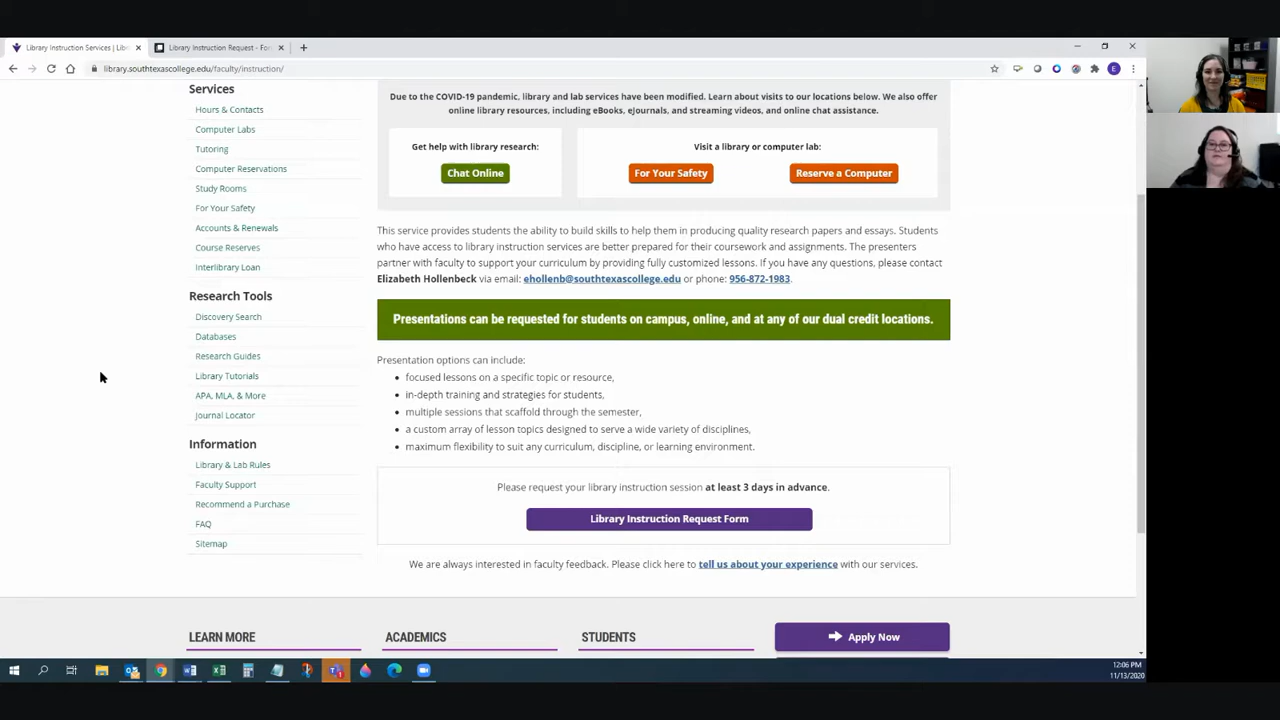 Library Instruction Services | Lib
Library Instruction Request - For
library.southtexascollege.edu/faculty/instruction/
E
Services
Hours & Contacts
Computer Labs
Tutoring
Computer Reservations
Study Rooms
For Your Safety
Accounts & Renewals
Course Reserves
Interlibrary Loan
Research Tools
Discovery Search
Databases
Research Guides
Library Tutorials
APA, MLA, & More
Journal Locator
Information
Library & Lab Rules
Faculty Support
Recommend a Purchase
FAQ
Sitemap
Due to the COVID-19 pandemic, library and lab services have been modified. Learn about visits to our locations below. We also offer
online library resources, including eBooks, eJournals, and streaming videos, and online chat assistance.
Get help with library research:
Chat Online
Visit a library or computer lab:
For Your Safety
Reserve a Computer
This service provides students the ability to build skills to help them in producing quality research papers and essays. Students
who have access to library instruction services are better prepared for their coursework and assignments. The presenters
partner with faculty to support your curriculum by providing fully customized lessons. If you have any questions, please contact
Elizabeth Hollenbeck via email: ehollenb@southtexascollege.edu or phone: 956-872-1983.
Presentations can be requested for students on campus, online, and at any of our dual credit locations.
Presentation options can include:
• focused lessons on a specific topic or resource,
• in-depth training and strategies for students,
• multiple sessions that scaffold through the semester,
• a custom array of lesson topics designed to serve a wide variety of disciplines,
• maximum flexibility to suit any curriculum, discipline, or learning environment.
Please request your library instruction session at least 3 days in advance.
Library Instruction Request Form
We are always interested in faculty feedback. Please click here to tell us about your experience with our services.
LEARN MORE
ACADEMICS
STUDENTS
Apply Now
12:06 PM
11/13/2020